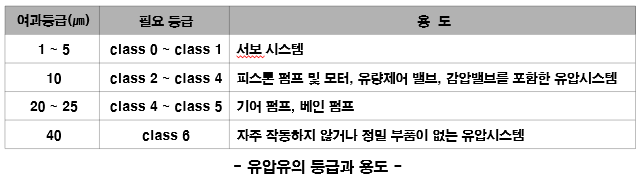 여과등급(㎛) 필요 등급 용 도
1 ~ 5 class 0 ~ class 1 서보 시스템
10 class 2 ~ class 4 피스톤 펌프 및 모터, 유량제어 밸브, 감압밸브를 포함한 유압시스템
20 ~ 25 class 4 ~ class 5 기어 펌프, 베인 펌프
40 class 6 자주 작동하지 않거나 정밀 부품이 없는 유압시스템
- 유압유의 등급과 용도 -